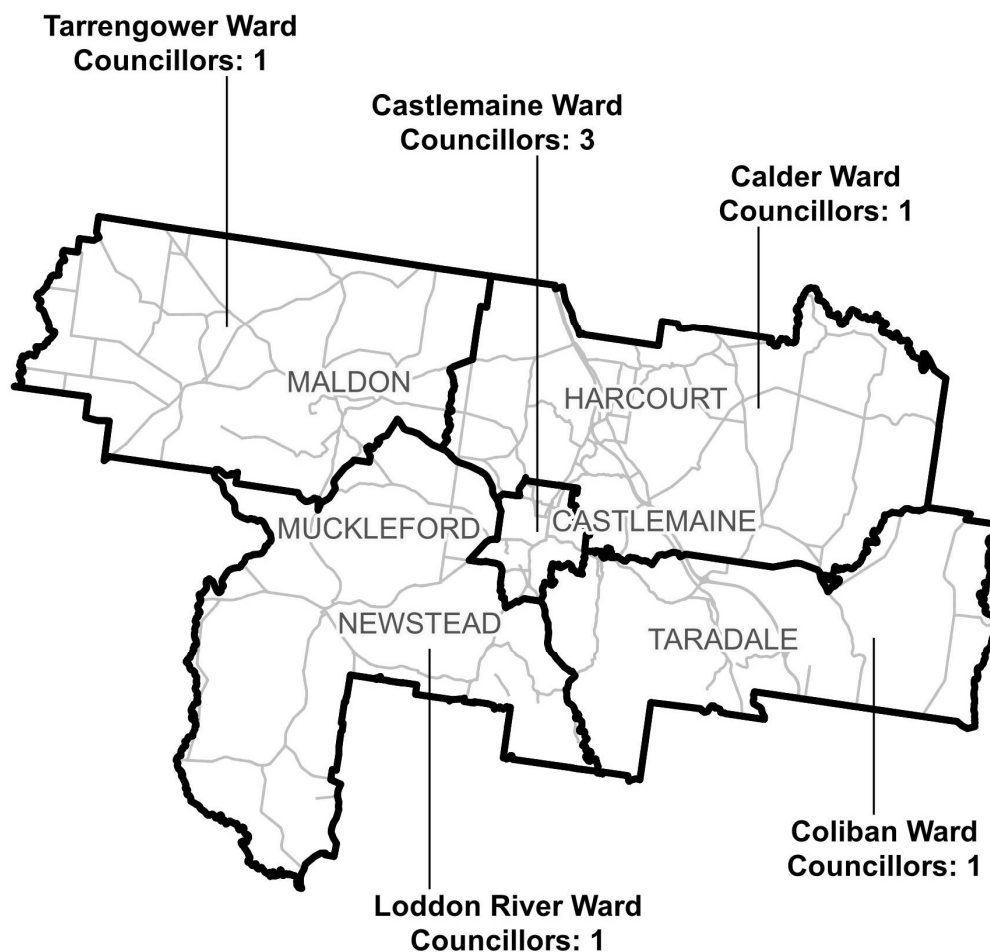 Tarrengower Ward
Councillors: 1
Castlemaine Ward
Councillors: 3
Calder Ward
Councillors: 1
MALDON
HARCOURT
MUCKLEFORD
CASTLEMAINE
NEWSTEAD
TARADALE
Coliban Ward
Councillors: 1
Loddon River Ward
Councillors: 1